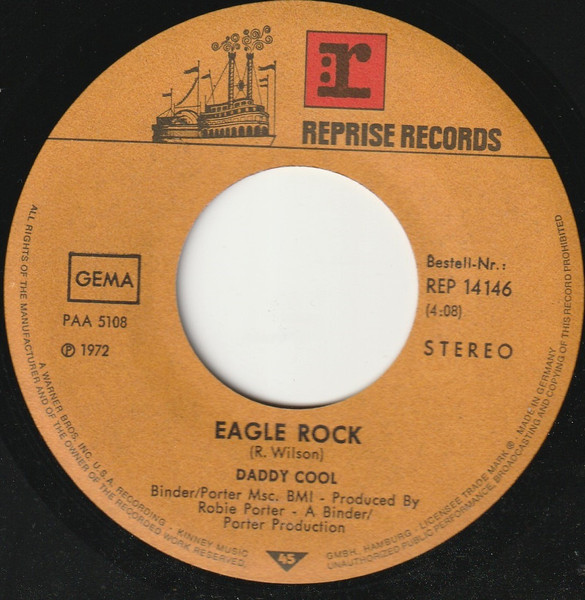 r:
REPRISE RECORDS
GEMA
PAA 5108
℗ 1972
Bestell-Nr.:
REP 14146
(4:08)
STEREO
EAGLE ROCK
(R. Wilson)
DADDY COOL
Binder/Porter Msc. BMI - Produced By
Robie Porter - A Binder/
Porter Production
45
ALL RIGHTS OF THE MANUFACTURER AND OF THE OWNER OF THE RECORDED WORK RESERVED.
UNAUTHORISED PUBLIC PERFORMANCE, BROADCASTING AND COPYING OF THIS RECORD PROHIBITED
A WARNER BROS. INC. U.S.A. RECORDING - KINNEY MUSIC
GMBH. HAMBURG - LICENSEE TRADE MARK ® - MADE IN GERMANY